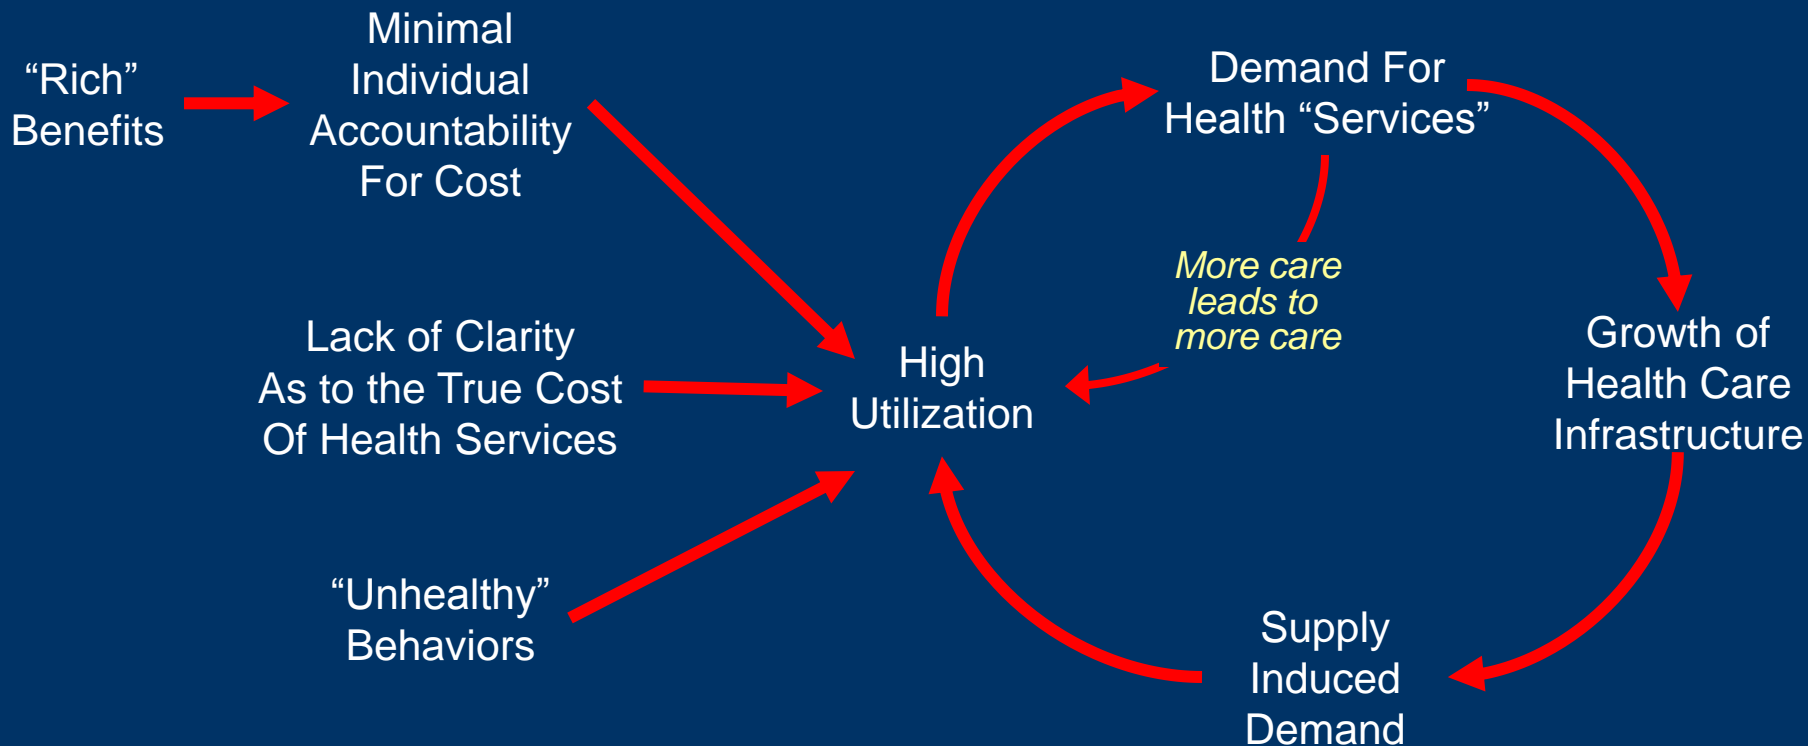 “Rich”
Benefits
Minimal
Individual
Accountability
For Cost
Demand For
Health “Services”
More care
leads to
more care
Lack of Clarity
As to the True Cost
Of Health Services
High
Utilization
Growth of
Health Care
Infrastructure
“Unhealthy”
Behaviors
Supply
Induced
Demand